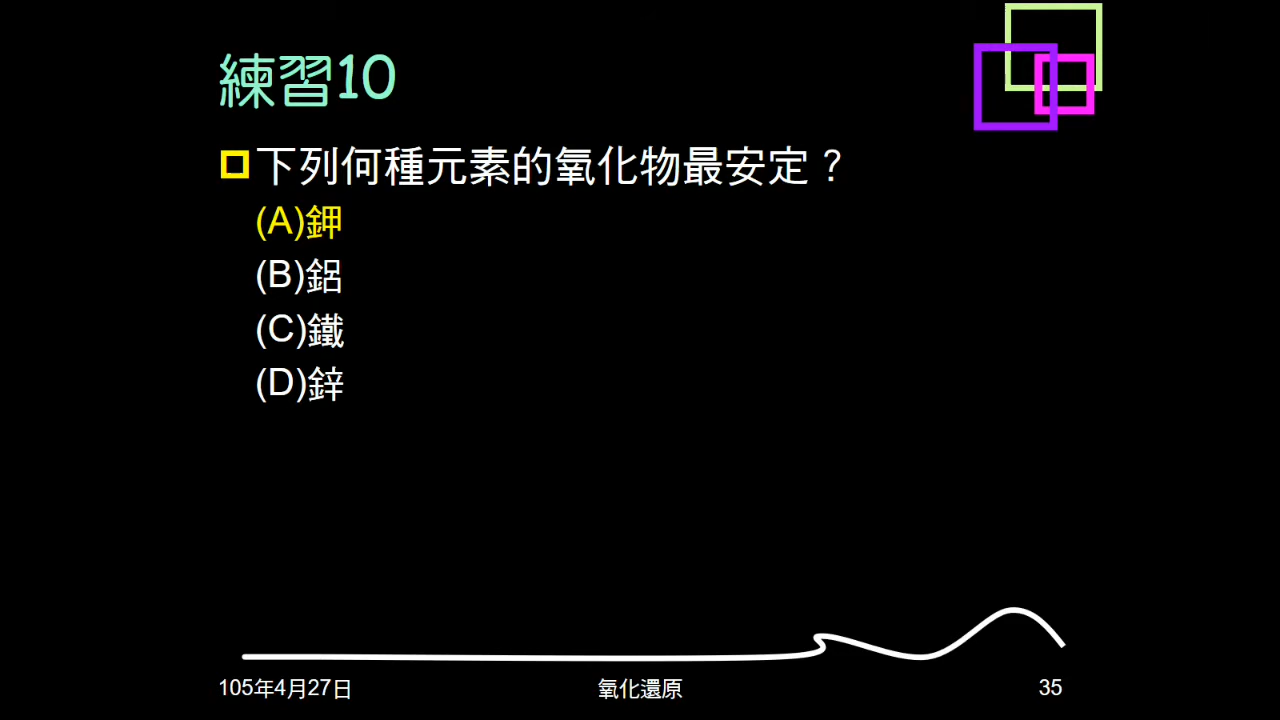 練習10
下列何種元素的氧化物最安定？
(A)鉀
(B)鋁
(C)鐵
(D)鋅
105年4月27日
氧化還原
35